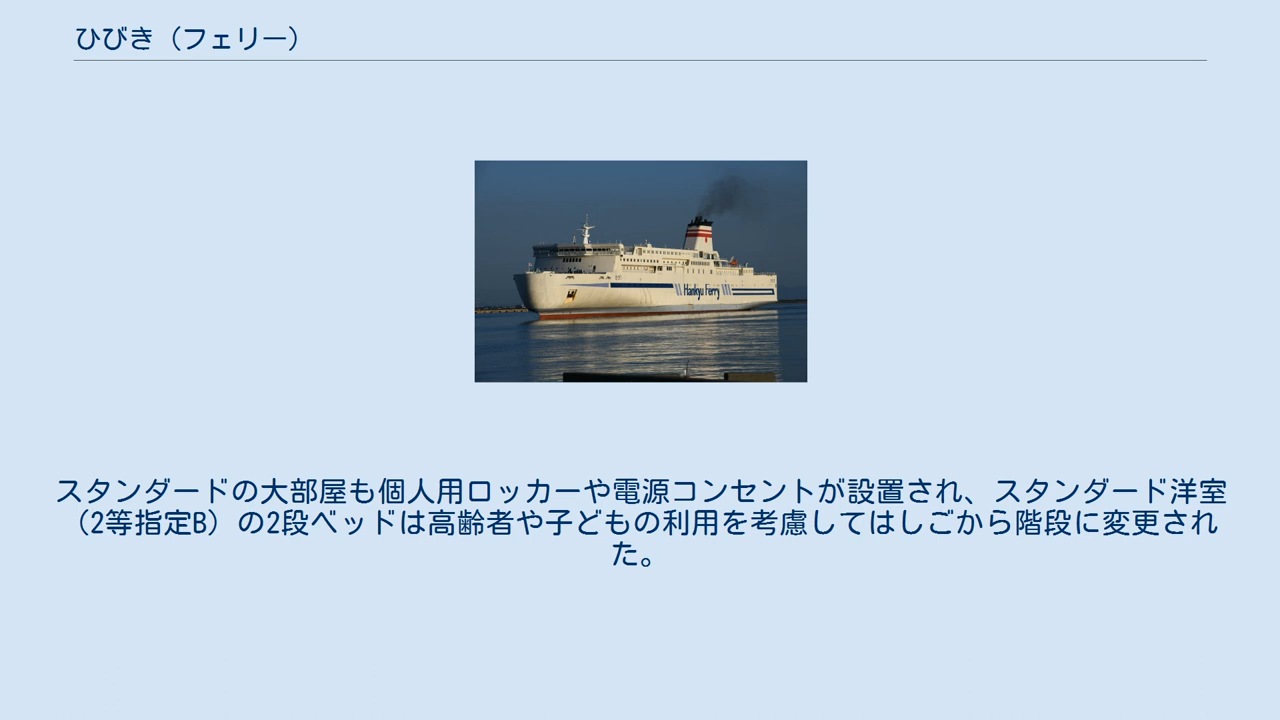 ひびき（フェリー）
Hankyu Ferry
スタンダードの大部屋も個人用ロッカーや電源コンセントが設置され、スタンダード洋室
（2等指定B）の2段ベッドは高齢者や子どもの利用を考慮してはしごから階段に変更され
た。